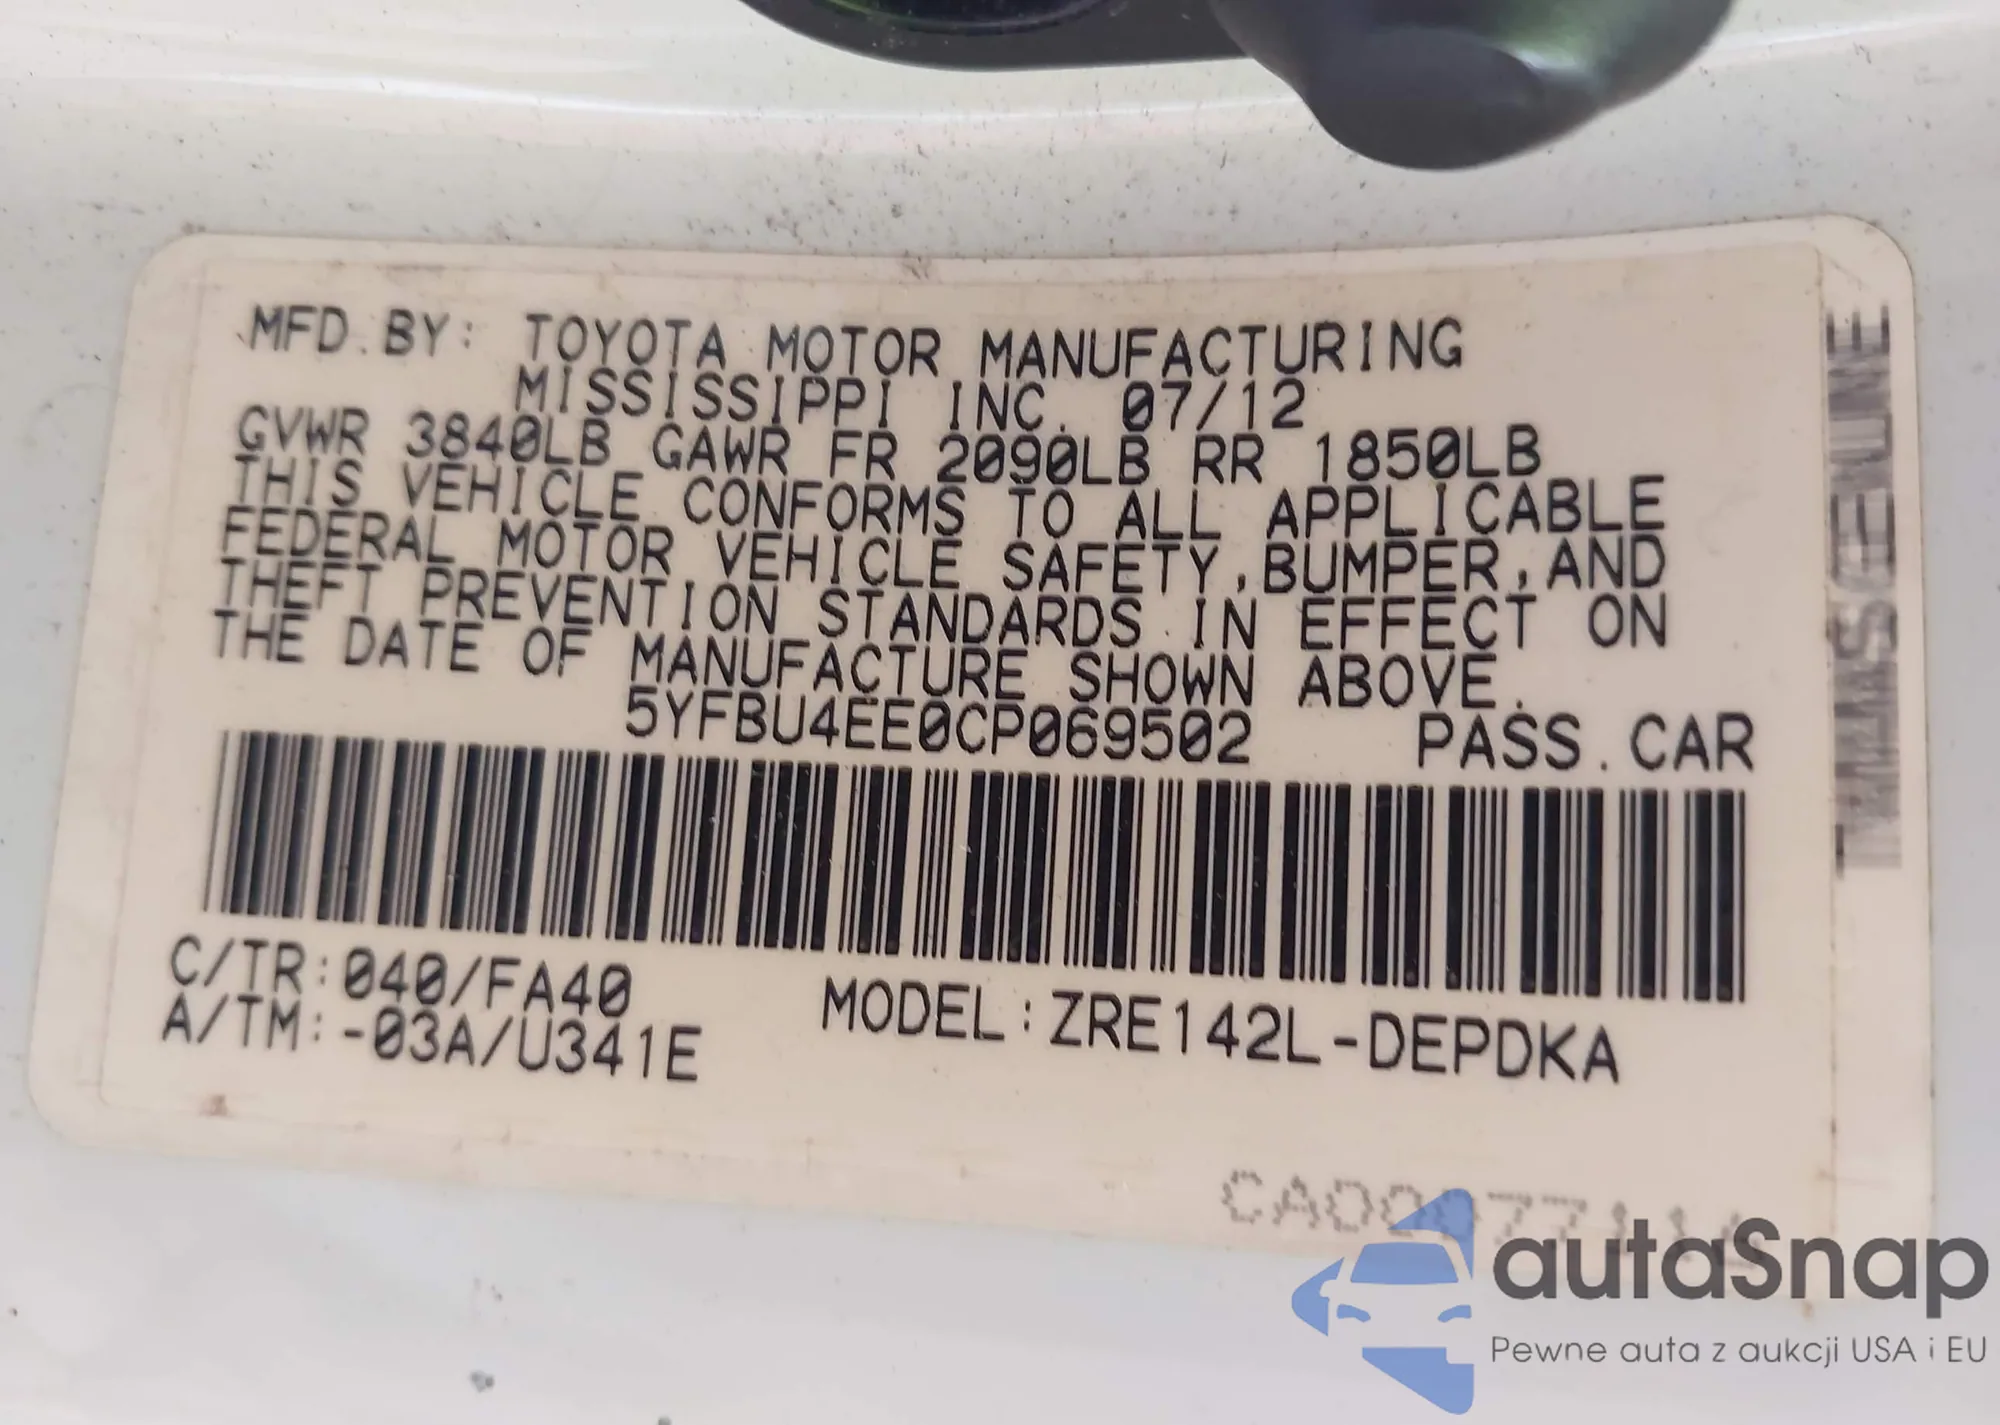 MFD.BY: TOYOTA MOTOR MANUFACTURING
MISSISSIPPI INC. 07/12
GVWR 3840LB GAWR FR 2090LB RR 1850LB
THIS VEHICLE CONFORMS TO ALL APPLICABLE
FEDERAL MOTOR VEHICLE SAFETY,BUMPER,AND
THEFT PREVENTION STANDARDS IN EFFECT ON
THE DATE OF MANUFACTURE SHOWN ABOVE.
5YFBU4EE0CP069502 PASS.CAR
C/TR:040/FA40
A/TM:-03A/U341E
MODEL:ZRE142L-DEPDKA
autaSnap
Pewne auta z aukcji USA i EU